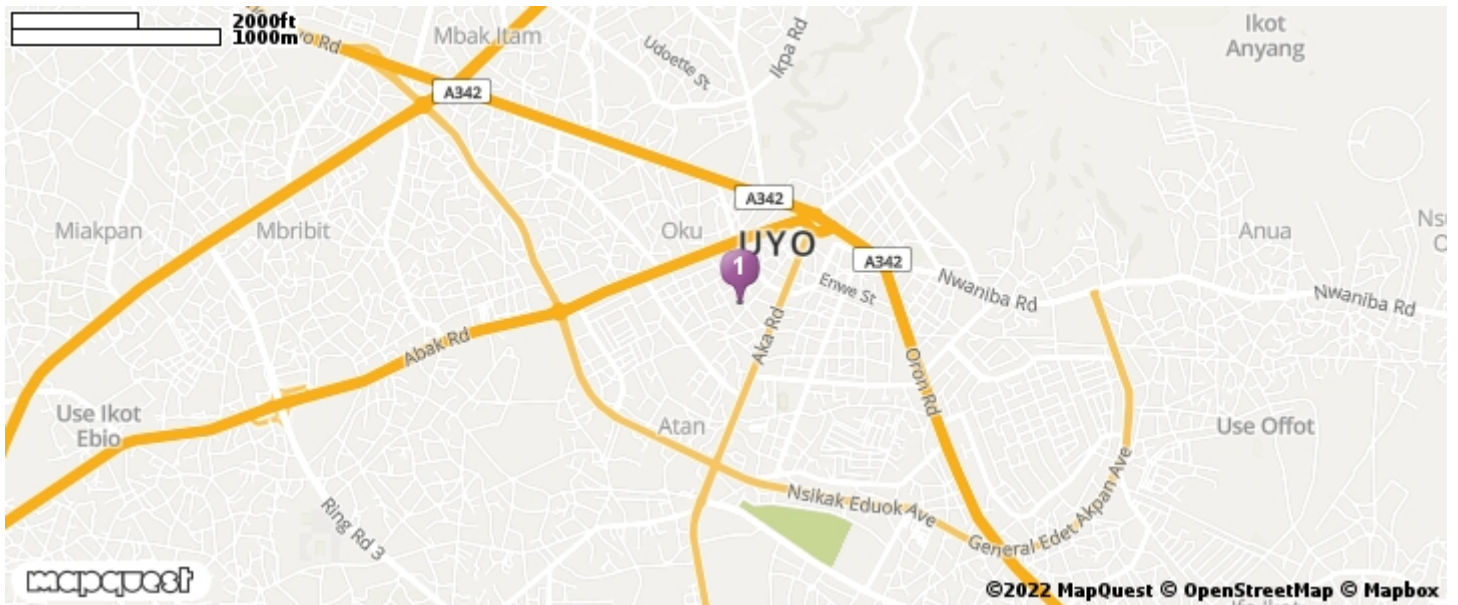 2000ft
1000m
o Rd
Mbak Itam
Udoette St
Ikpa Rd
Ikot
Anyang
A342
A342
Miakpan
Mbribit
Oku
UYO
Anua
A342
1
Enwe St
Nwaniba Rd
Nwaniba Rd
Aka Rd
Abak Rd
Oron Rd
Use Ikot
Ebio
Atan
Use Offot
Ring Rd 3
Nsikak Eduok Ave
General Edet Akpan Ave
mapquest
©2022 MapQuest © OpenStreetMap © Mapbox